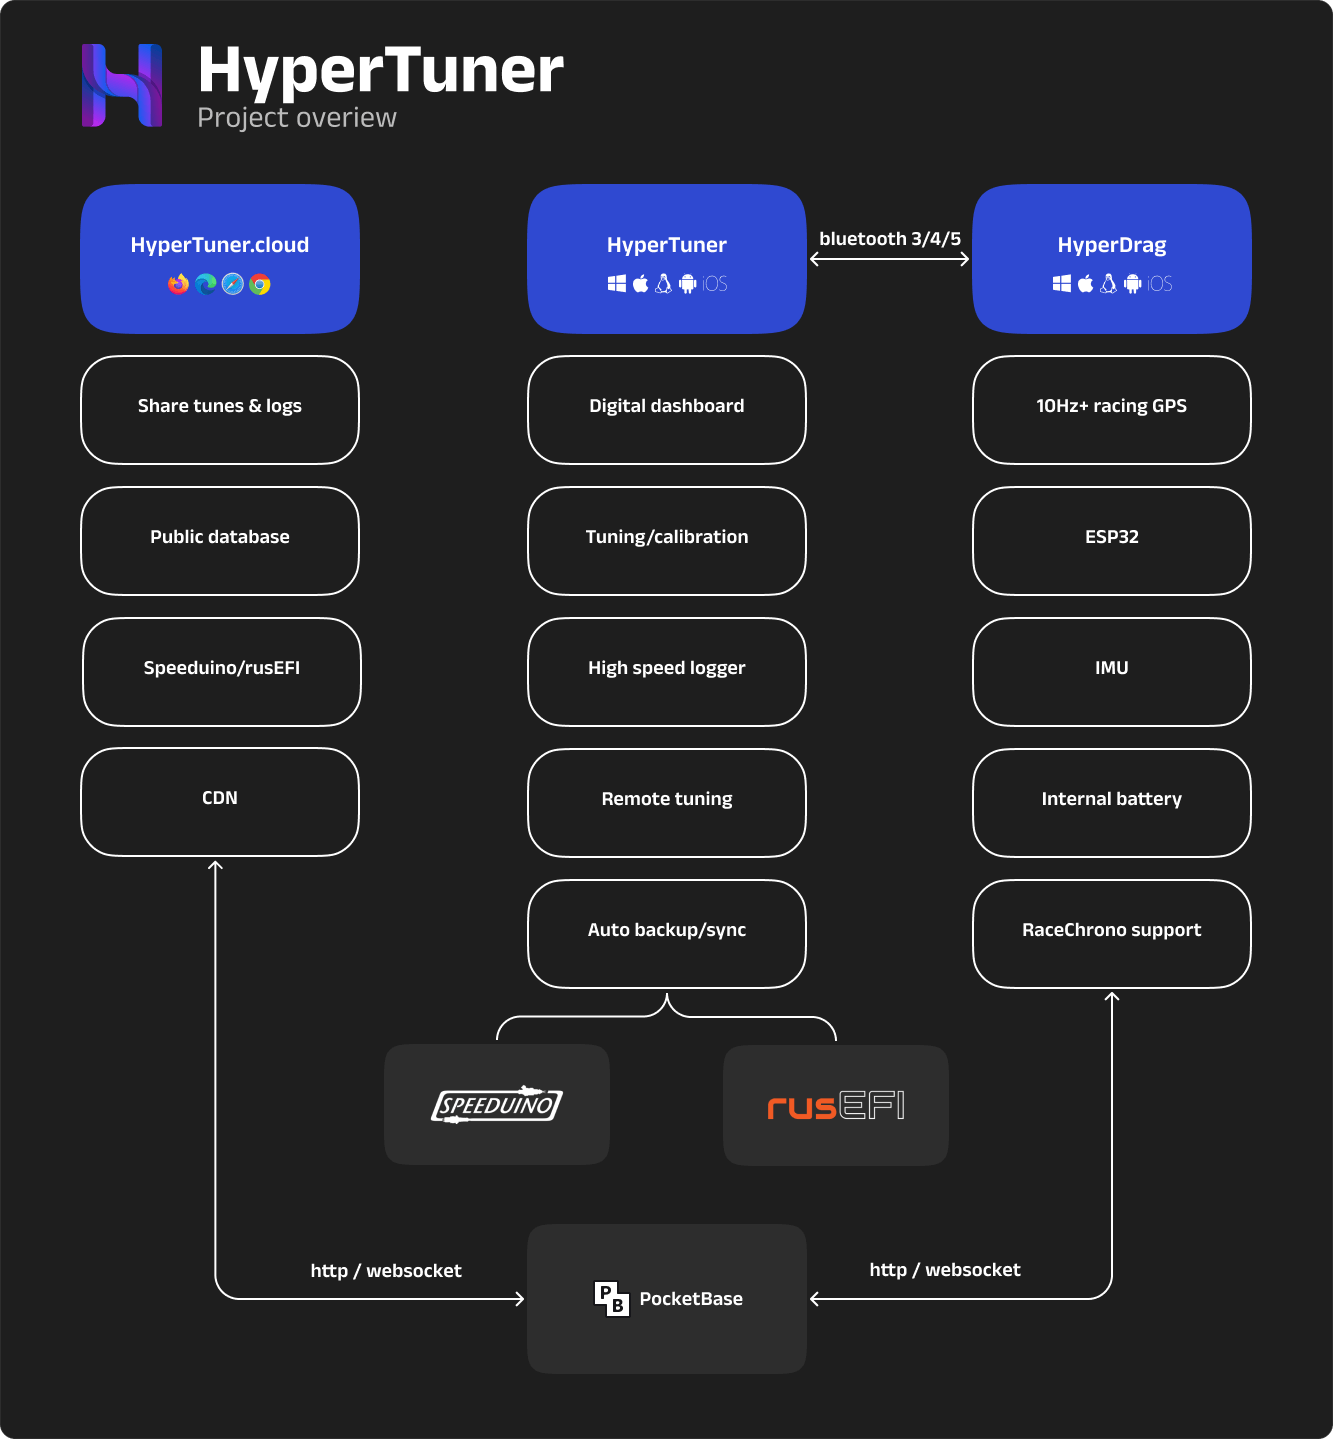 HyperTuner
Project overiew
HyperTuner.cloud
HyperTuner
iOS
bluetooth 3/4/5
HyperDrag
iOS
Share tunes & logs
Digital dashboard
10Hz+ racing GPS
Public database
Tuning/calibration
ESP32
Speeduino/rusEFI
High speed logger
IMU
CDN
Remote tuning
Internal battery
Auto backup/sync
RaceChrono support
SPEEDUINO
rusEFI
http / websocket
http / websocket
PB
PocketBase